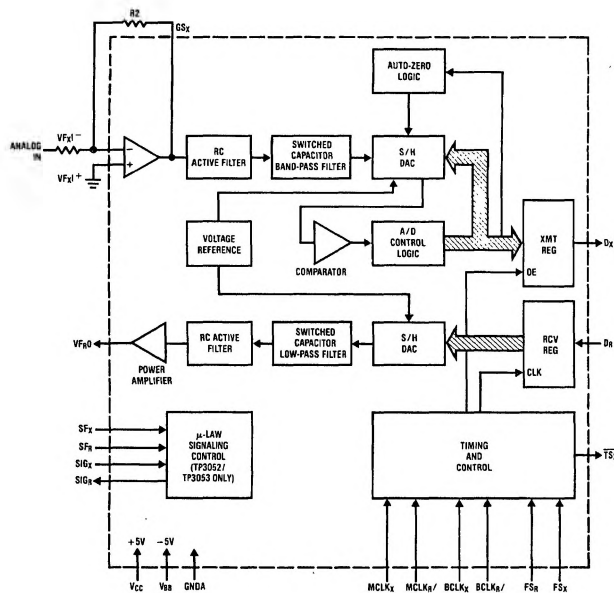 R2
GSX
AUTO-ZERO
LOGIC
VFXI−
ANALOG
IN
VFXI+
−
+
RC
ACTIVE FILTER
SWITCHED
CAPACITOR
BAND-PASS FILTER
S/H
DAC
VOLTAGE
REFERENCE
COMPARATOR
A/D
CONTROL
LOGIC
XMT
REG
DX
OE
VFRO
POWER
AMPLIFIER
RC ACTIVE
FILTER
SWITCHED
CAPACITOR
LOW-PASS FILTER
S/H
DAC
RCV
REG
DR
CLK
SFX
SFR
SIGX
SIGR
μ-LAW
SIGNALING
CONTROL
(TP3052/
TP3053 ONLY)
TIMING
AND
CONTROL
+5V
−5V
VCC
VBB
GNDA
MCLKX
MCLKR/
BCLKX
BCLKR/
FSR
FSX